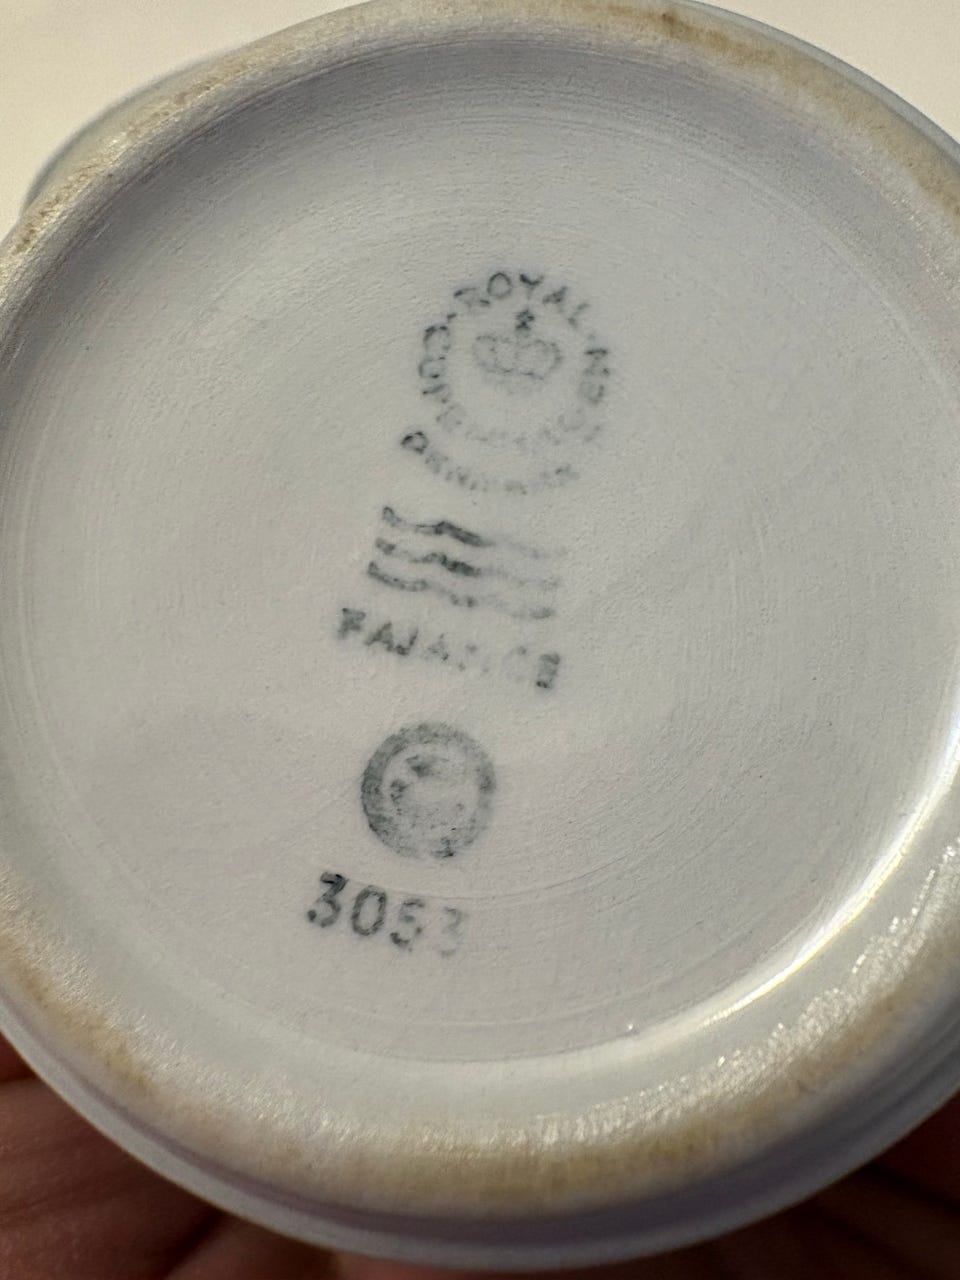 ROYAL
COPENHAGEN
DENMARK
FAJANCE
3053